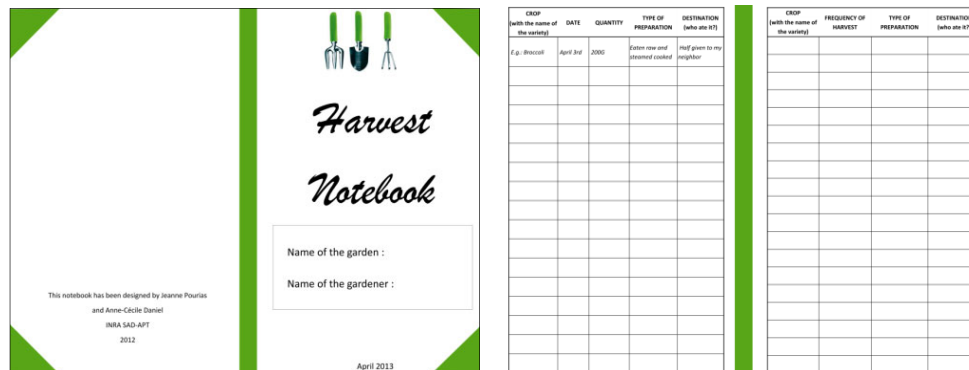 Harvest
Notebook
Name of the garden :
Name of the gardener :
This notebook has been designed by Jeanne Pourias
and Anne-Cécile Daniel
INRA SAD-APT
2012
April 2013
CROP
(with the name of
the variety)
DATE
QUANTITY
TYPE OF
PREPARATION
DESTINATION
(who ate it?)
E.g.: Broccoli
April 3rd
200G
Eaten raw and
steamed cooked
Half given to my
neighbor
CROP
(with the name of
the variety)
FREQUENCY OF
HARVEST
TYPE OF
PREPARATION
DESTINATION
(who ate it?)